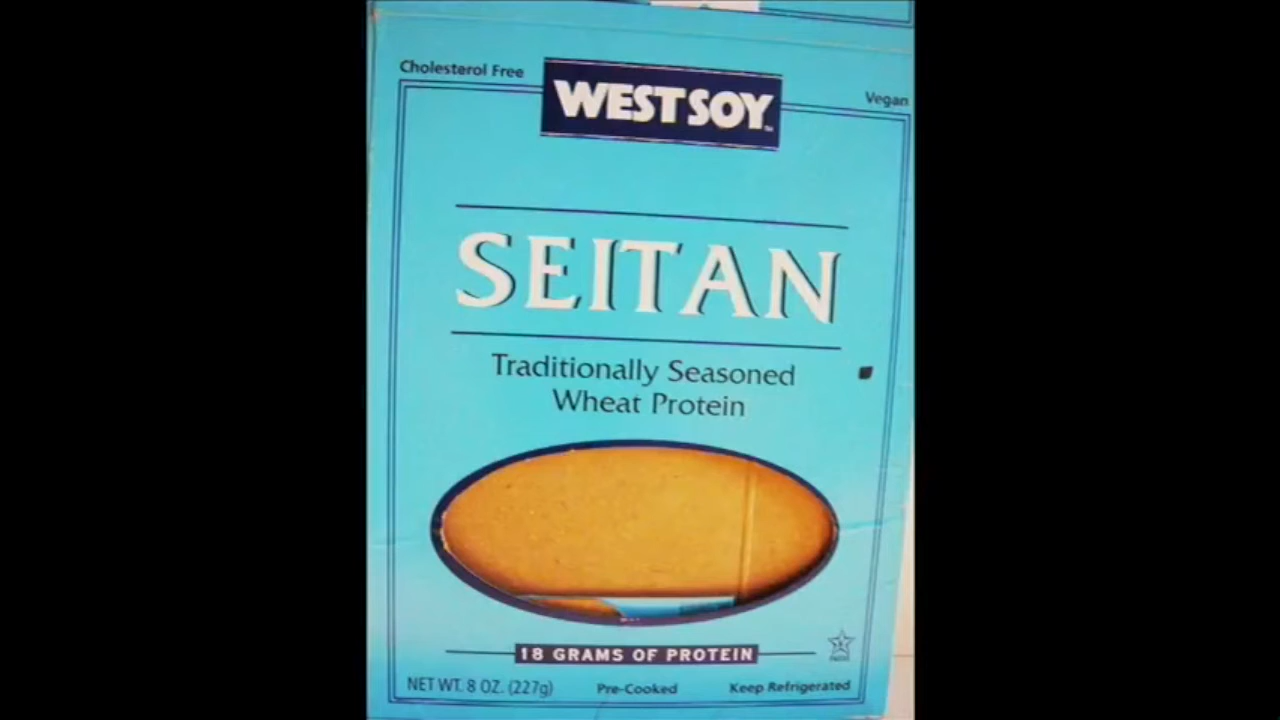 Cholesterol Free
WESTSOY™
Vegan
SEITAN
Traditionally Seasoned
Wheat Protein
18 GRAMS OF PROTEIN
NET WT. 8 OZ. (227g)
Pre-Cooked
Keep Refrigerated